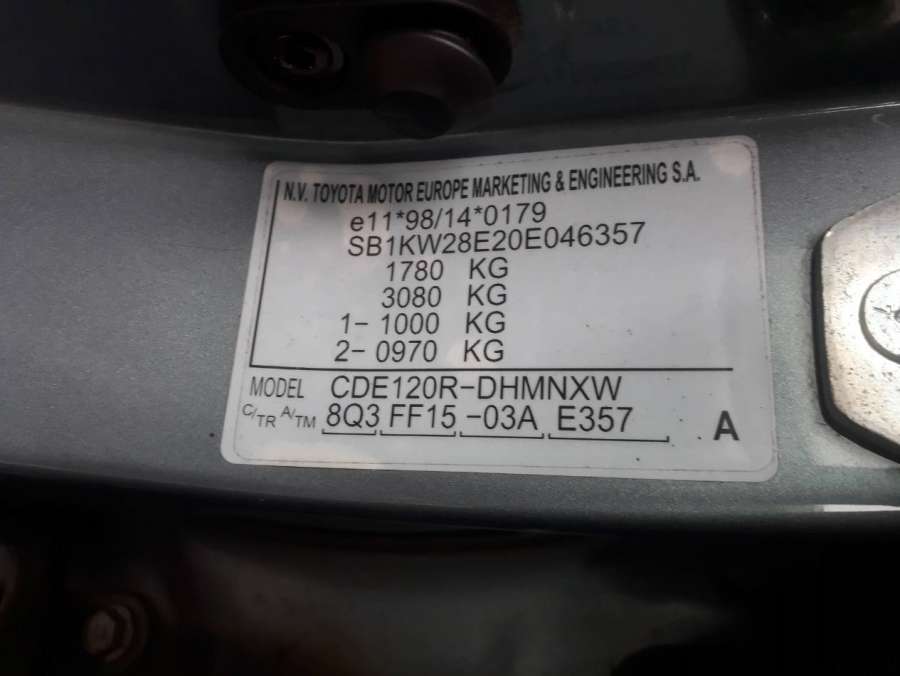 N.V. TOYOTA MOTOR EUROPE MARKETING & ENGINEERING S.A.
e11*98/14*0179
SB1KW28E20E046357
1780 KG
3080 KG
1- 1000 KG
2- 0970 KG
MODEL CDE120R-DHMNXW
C/TR A/TM 8Q3 FF15 -03A E357 A